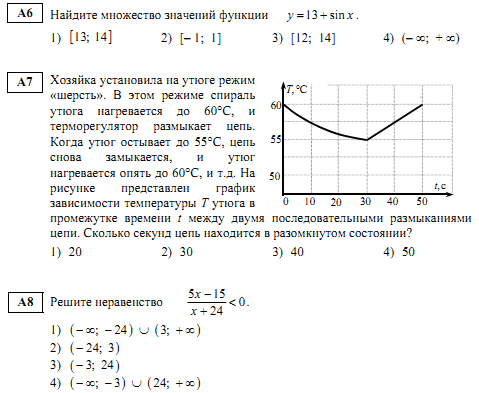 А6 Найдите множество значений функции y = 13 + sin x .
1) [13; 14] 2) [– 1; 1] 3) [12; 14] 4) (– ∞; + ∞)
А7 Хозяйка установила на утюге режим
«шерсть». В этом режиме спираль
утюга нагревается до 60°С, и
терморегулятор размыкает цепь.
Когда утюг остывает до 55°С, цепь
снова замыкается, и утюг
нагревается опять до 60°С, и т.д. На
рисунке представлен график
зависимости температуры T утюга в
промежутке времени t между двумя последовательными размыканиями
цепи. Сколько секунд цепь находится в разомкнутом состоянии?
T,°C
60
55
50
0 10 20 30 40 50
t,c
1) 20 2) 30 3) 40 4) 50
А8 Решите неравенство (5x – 15)/(x + 24) < 0 .
1) (– ∞; – 24) ∪ (3; + ∞)
2) (– 24; 3)
3) (– 3; 24)
4) (– ∞; – 3) ∪ (24; + ∞)